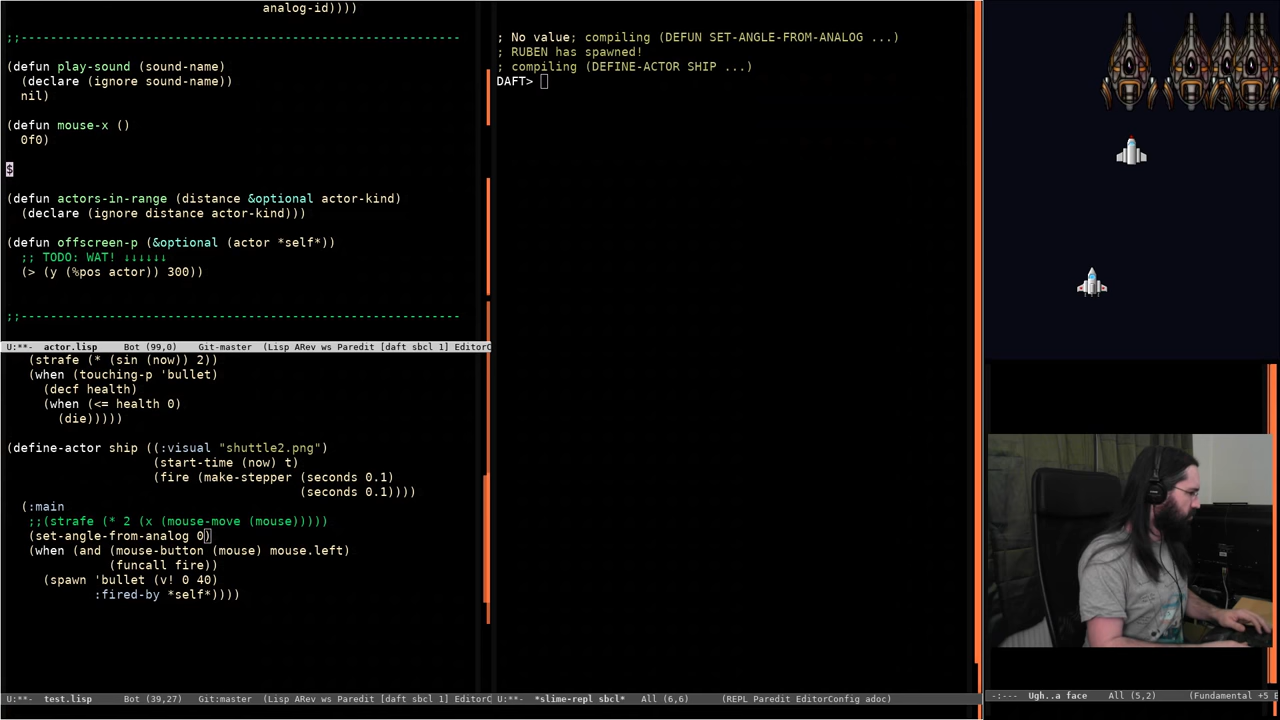 analog-id))))
;;------------------------------------------------------------
(defun play-sound (sound-name)
  (declare (ignore sound-name))
  nil)
(defun mouse-x ()
  0f0)
$
(defun actors-in-range (distance &optional actor-kind)
  (declare (ignore distance actor-kind)))
(defun offscreen-p (&optional (actor *self*))
  ;; TODO: WAT! ↓↓↓↓↓↓
  (> (y (%pos actor)) 300))
;;------------------------------------------------------------
U:**-  actor.lisp    Bot (99,0)    Git-master  (Lisp ARev ws Paredit [daft sbcl 1] EditorC
(strafe (* (sin (now)) 2))
(when (touching-p 'bullet)
  (decf health)
  (when (<= health 0)
    (die)))))
(define-actor ship ((:visual "shuttle2.png")
                    (start-time (now) t)
                    (fire (make-stepper (seconds 0.1)
                                        (seconds 0.1))))
  (:main
   ;;(strafe (* 2 (x (mouse-move (mouse)))))
   (set-angle-from-analog 0)
   (when (and (mouse-button (mouse) mouse.left)
              (funcall fire))
     (spawn 'bullet (v! 0 40)
            :fired-by *self*))))
U:**-  test.lisp     Bot (39,27)   Git:master  (Lisp ARev ws Paredit [daft sbcl 1] EditorC
; No value; compiling (DEFUN SET-ANGLE-FROM-ANALOG ...)
; RUBEN has spawned!
; compiling (DEFINE-ACTOR SHIP ...)
DAFT>
U:**-  *slime-repl sbcl*   All (6,6)     (REPL Paredit EditorConfig adoc)
-:---  Ugh..a face   All (5,2)     (Fundamental +5 E